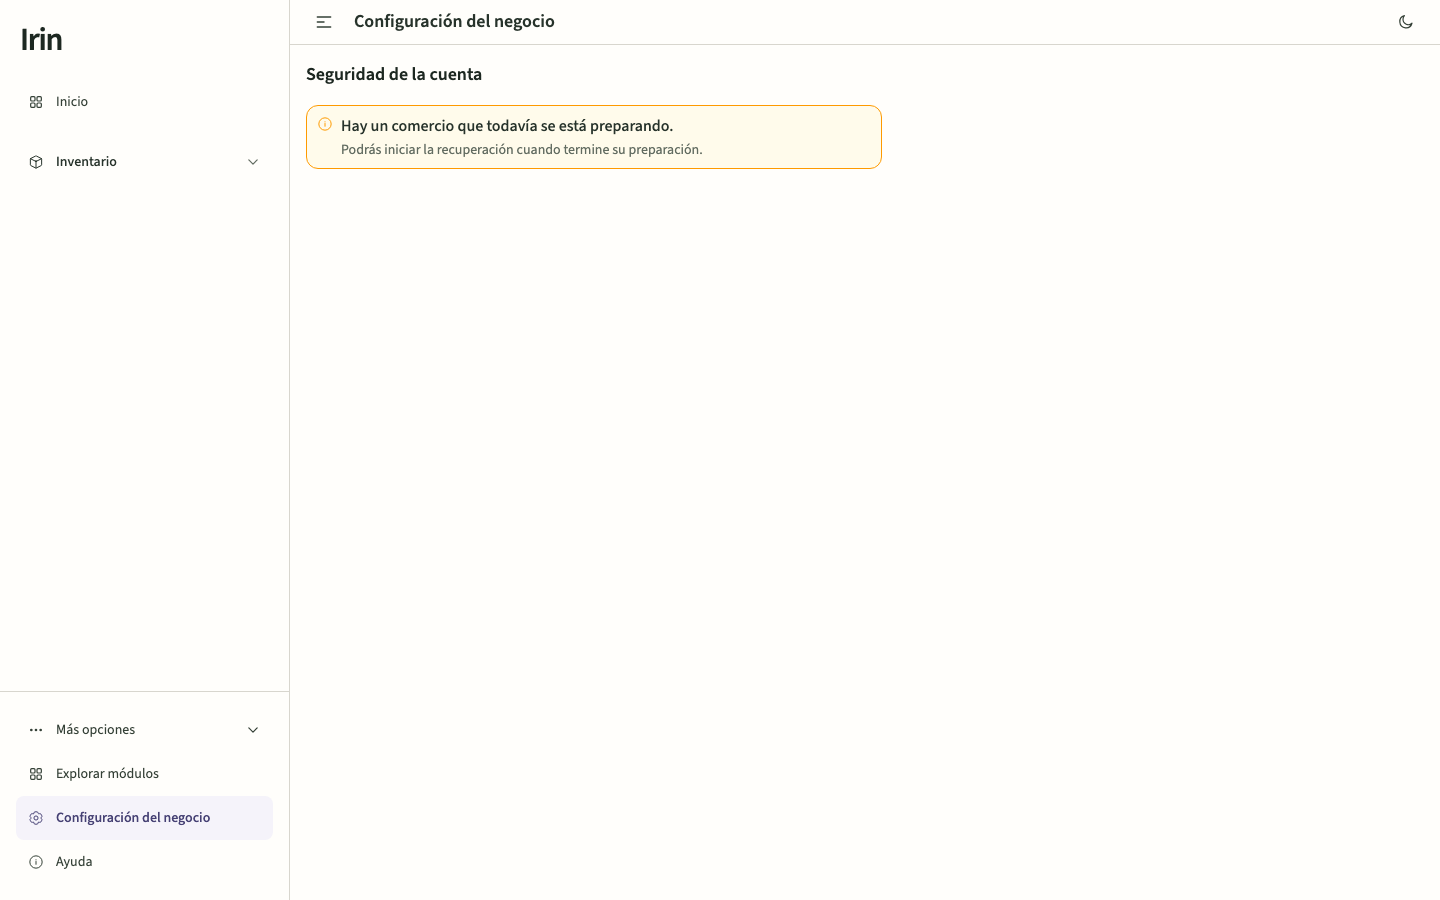 Irin
Inicio
Inventario
Más opciones
Explorar módulos
Configuración del negocio
Ayuda
Configuración del negocio
Seguridad de la cuenta
Hay un comercio que todavía se está preparando.
Podrás iniciar la recuperación cuando termine su preparación.